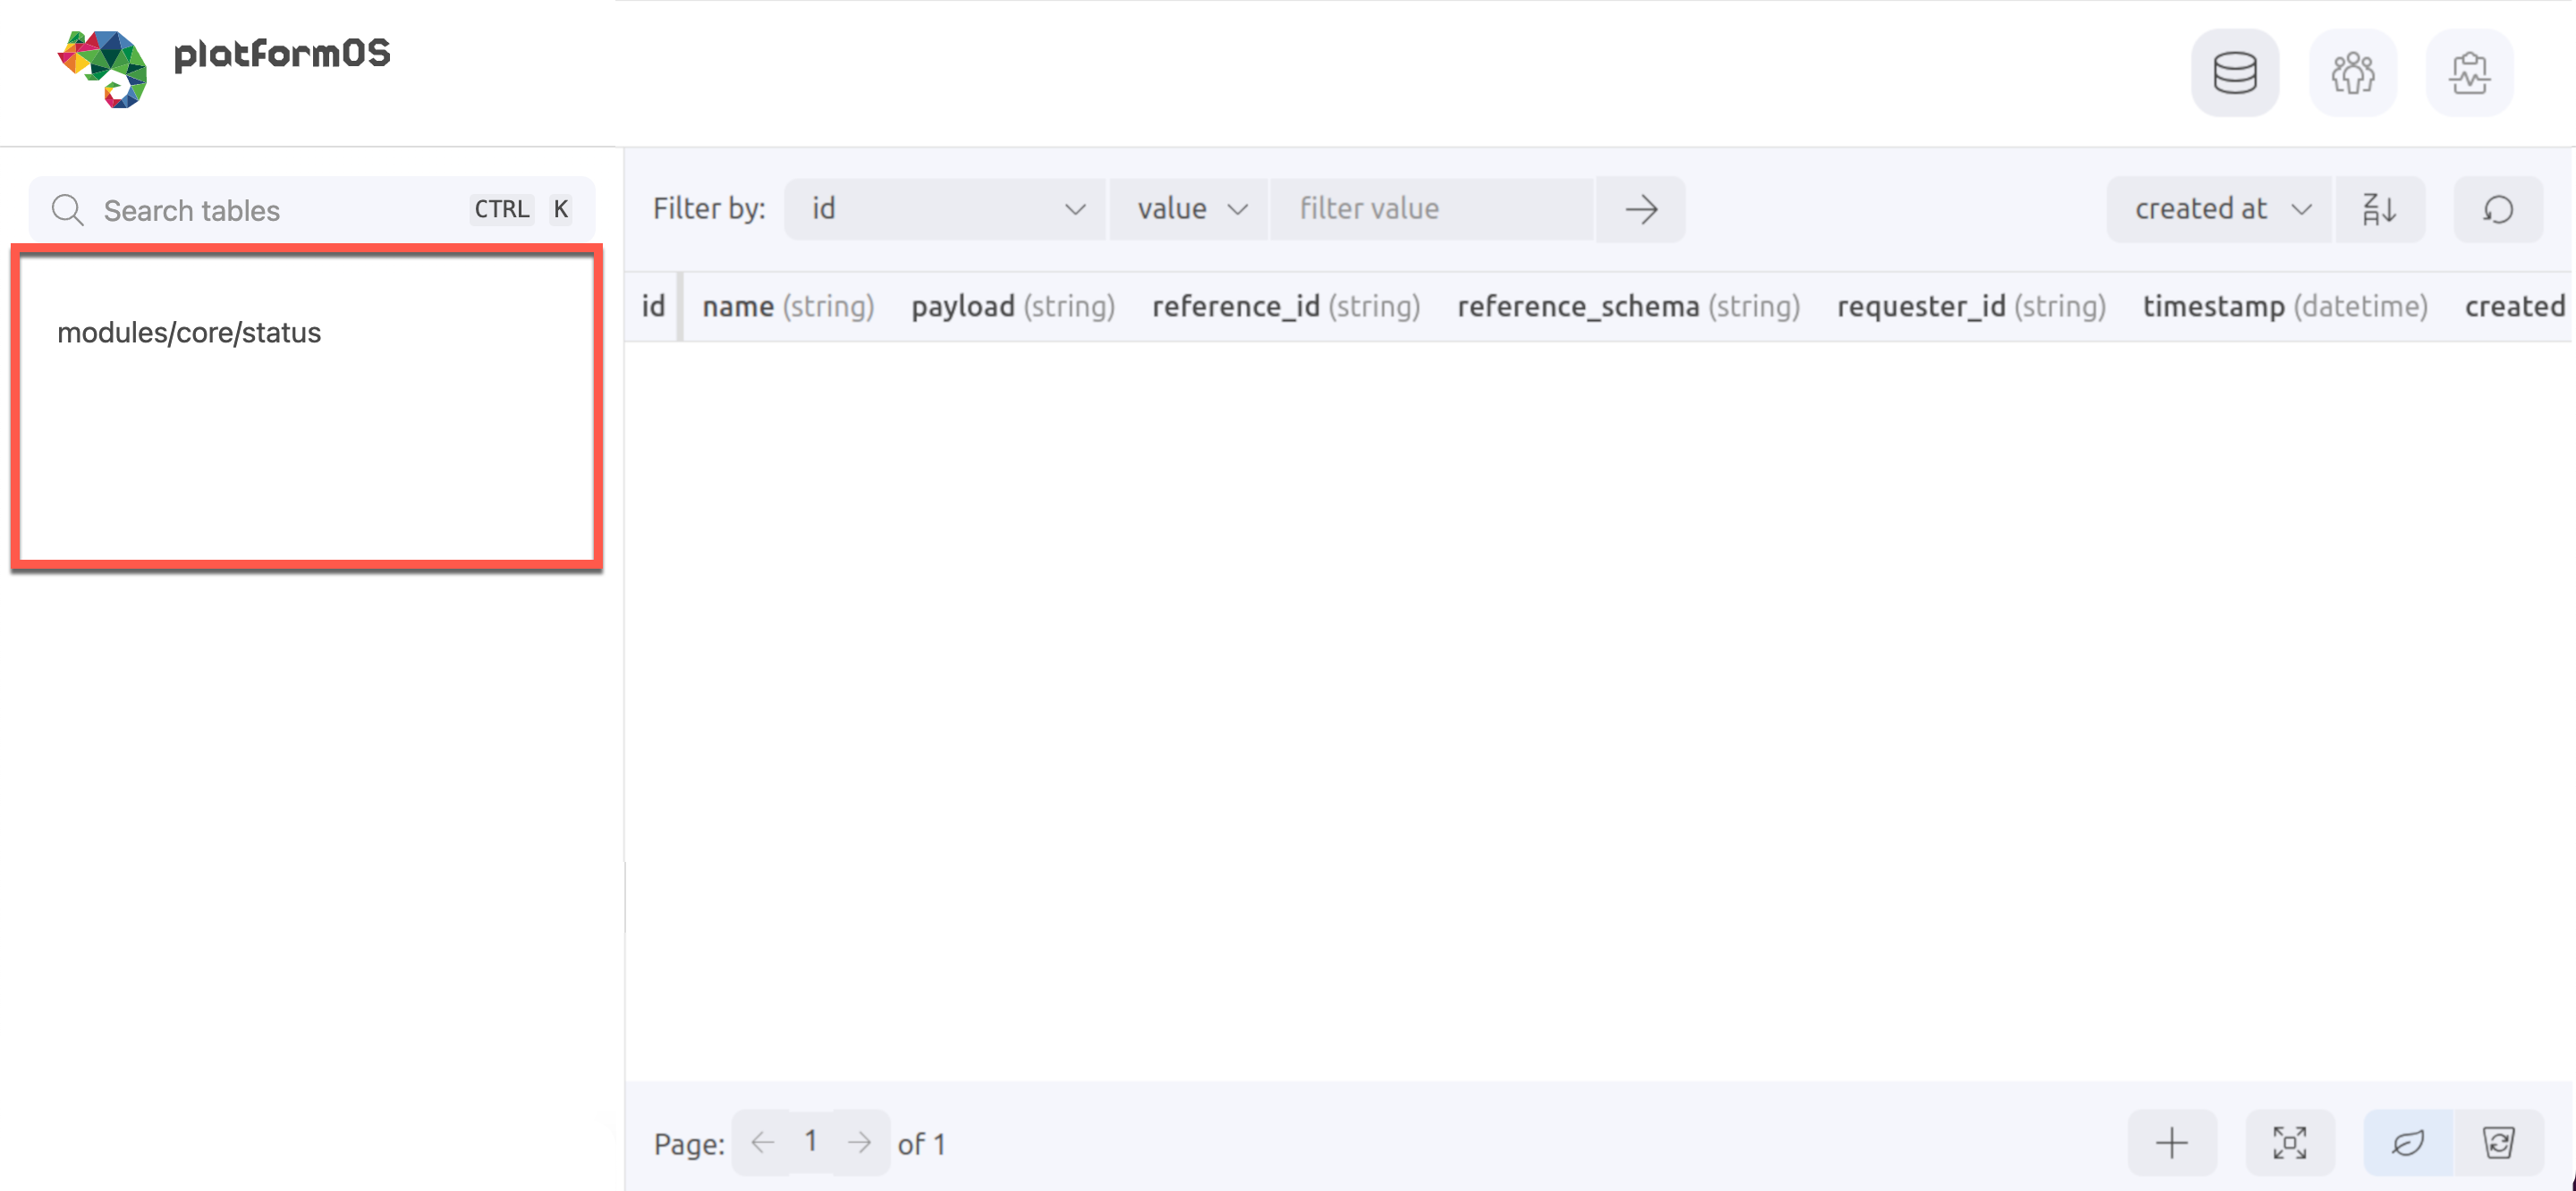 platformOS
Search tables CTRL K
modules/core/status
Filter by: id value filter value created at
id name (string) payload (string) reference_id (string) reference_schema (string) requester_id (string) timestamp (datetime) created
Page: 1 of 1